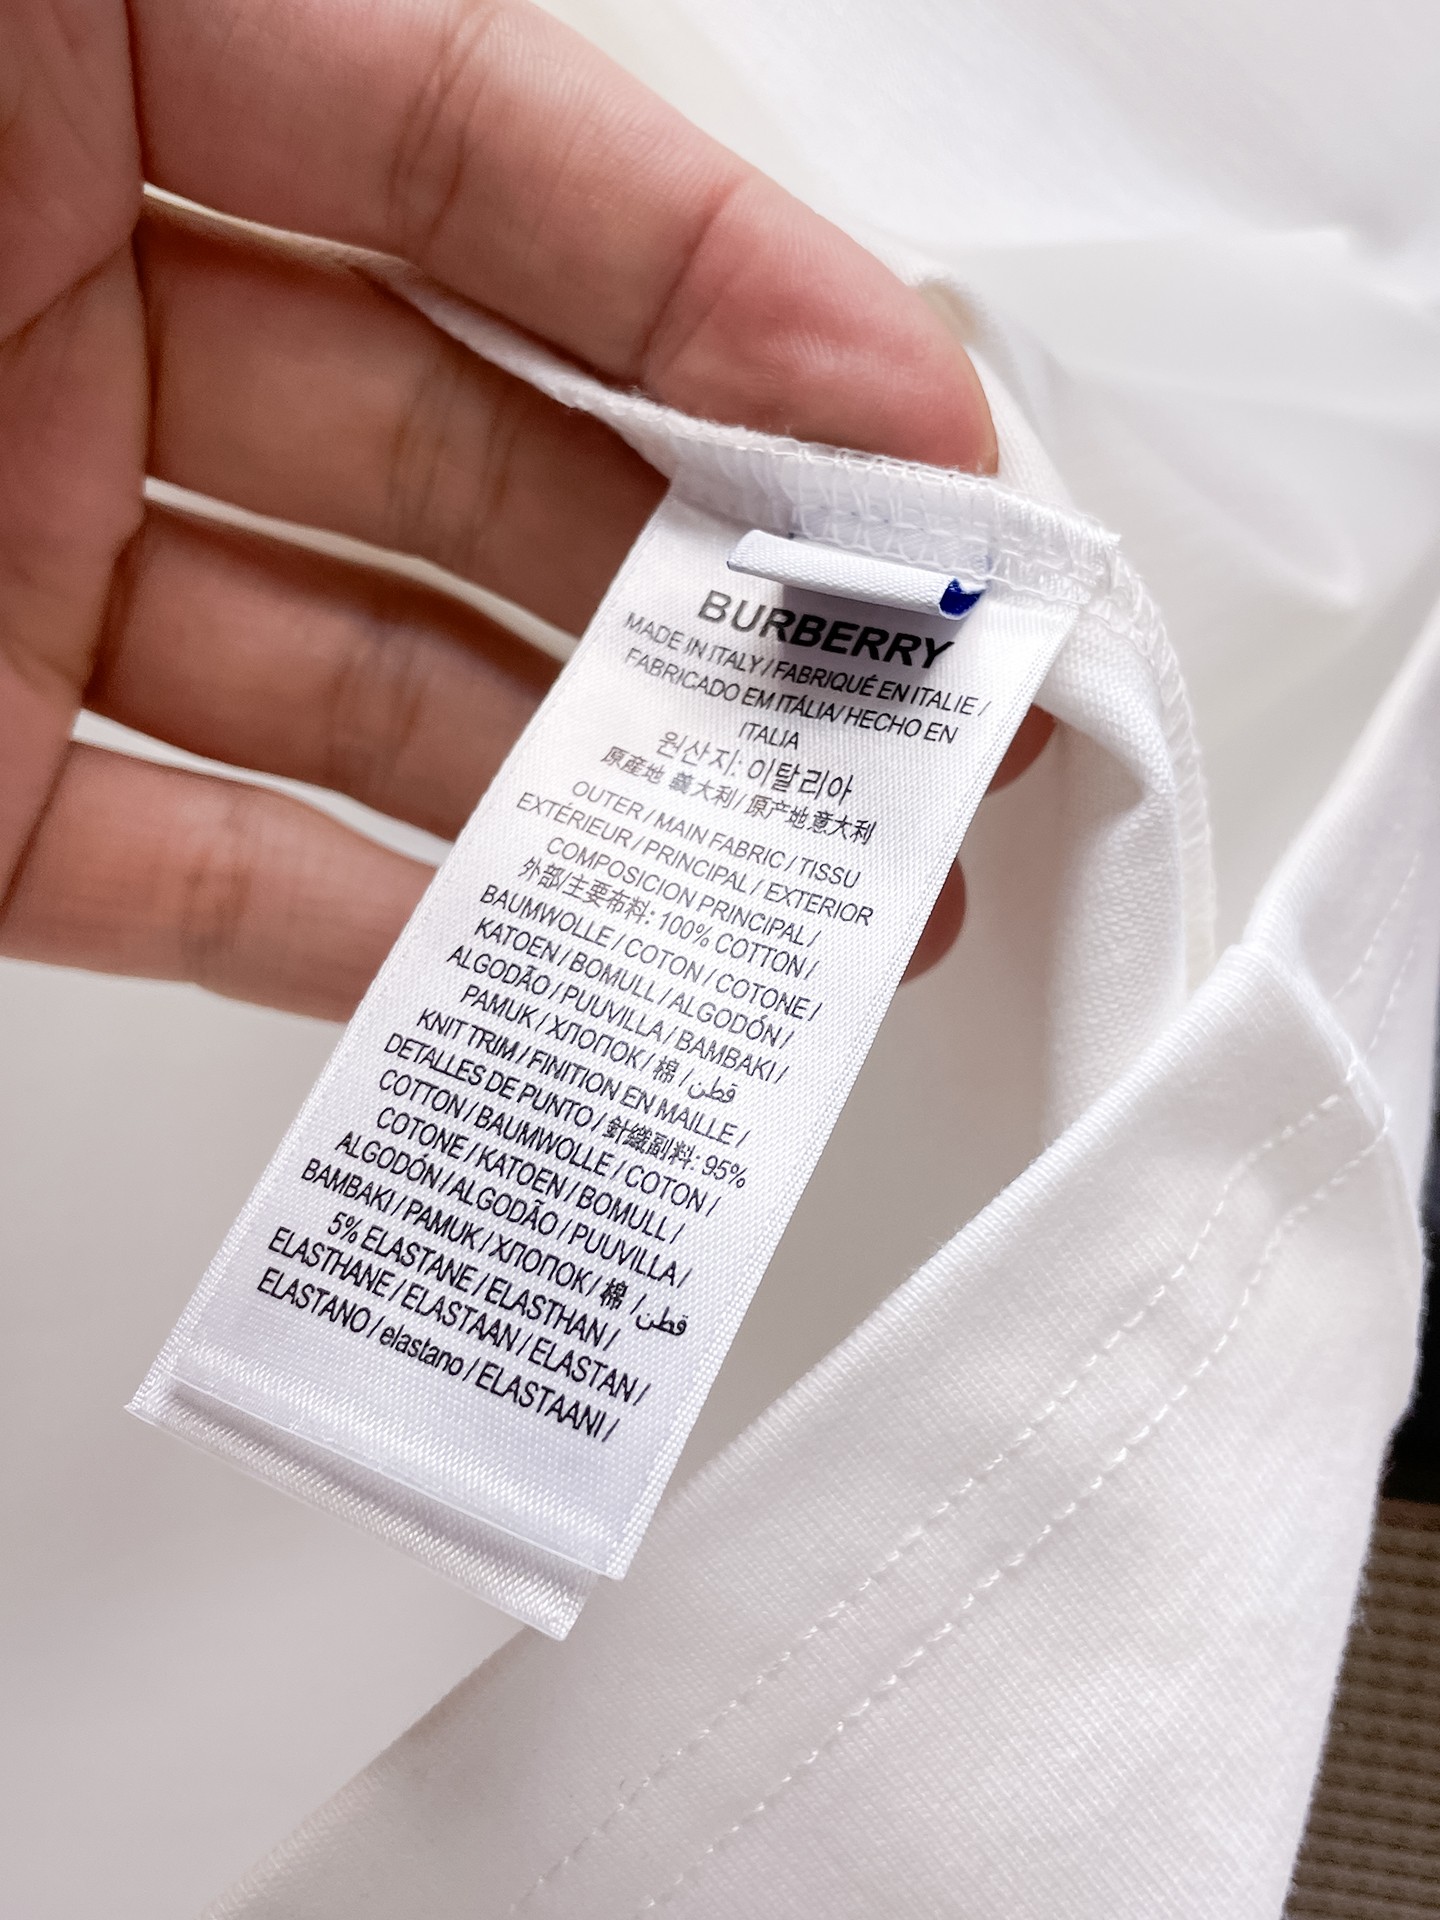 BURBERRY
MADE IN ITALY / FABRIQUÉ EN ITALIE /
FABRICADO EM ITÁLIA/ HECHO EN
ITALIA
원산지: 이탈리아
原産地 義大利 / 原产地意大利
OUTER / MAIN FABRIC / TISSU
EXTÉRIEUR / PRINCIPAL / EXTERIOR
COMPOSICION PRINCIPAL /
外部/主要布料: 100% COTTON /
BAUMWOLLE / COTON / COTONE /
KATOEN / BOMULL / ALGODÓN /
ALGODÃO / PUUVILLA / BAMBAKI /
PAMUK / ХЛОПОК / 棉 / قطن
KNIT TRIM / FINITION EN MAILLE /
DETALLES DE PUNTO / 針織副料: 95%
COTTON / BAUMWOLLE / COTON /
COTONE / KATOEN / BOMULL /
ALGODÓN / ALGODÃO / PUUVILLA /
BAMBAKI / PAMUK / ХЛОПОК / 棉 / قطن
5% ELASTANE / ELASTHAN /
ELASTHANE / ELASTAAN / ELASTAN /
ELASTANO / elastano / ELASTAANI /